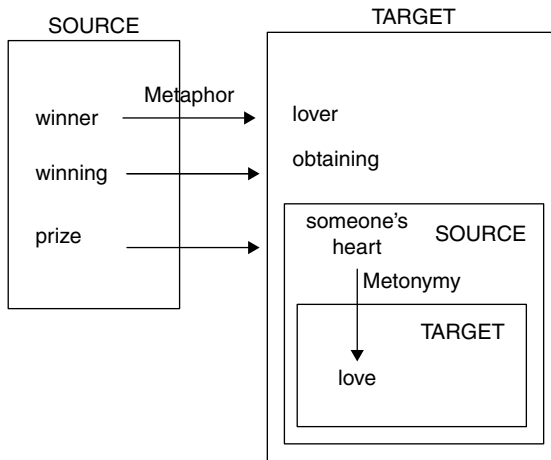 SOURCE
TARGET
Metaphor
winner
lover
winning
obtaining
prize
someone's
heart
SOURCE
Metonymy
TARGET
love